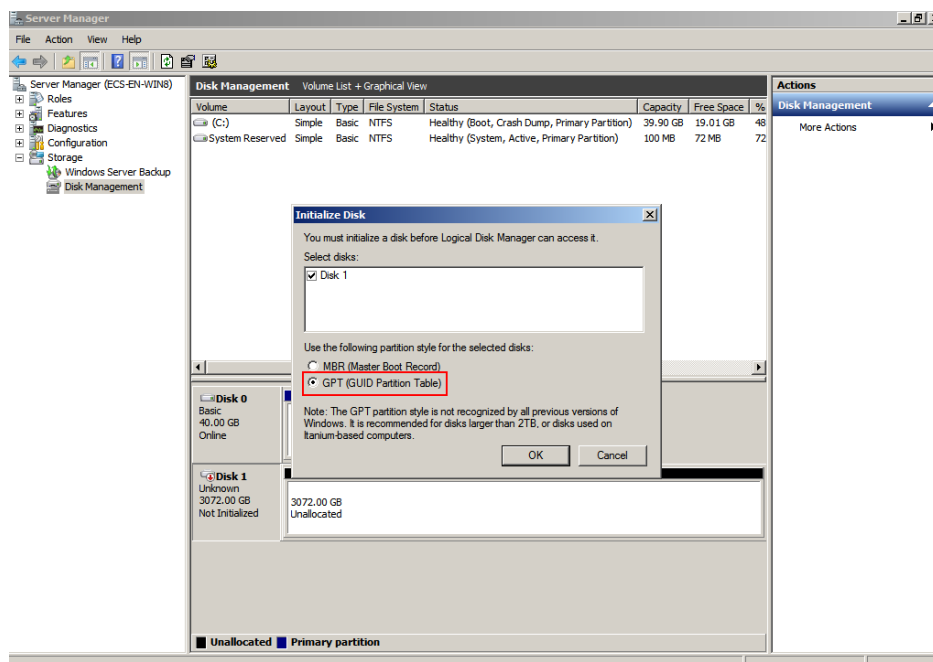 Server Manager
File Action View Help
Server Manager (ECS-EN-WIN8)
Roles
Features
Diagnostics
Configuration
Storage
Windows Server Backup
Disk Management
Disk Management Volume List + Graphical View
Volume Layout Type File System Status Capacity Free Space %
(C:) Simple Basic NTFS Healthy (Boot, Crash Dump, Primary Partition) 39.90 GB 19.01 GB 48
System Reserved Simple Basic NTFS Healthy (System, Active, Primary Partition) 100 MB 72 MB 72
Initialize Disk
You must initialize a disk before Logical Disk Manager can access it.
Select disks:
Disk 1
Use the following partition style for the selected disks:
MBR (Master Boot Record)
GPT (GUID Partition Table)
Note: The GPT partition style is not recognized by all previous versions of
Windows. It is recommended for disks larger than 2TB, or disks used on
Itanium-based computers.
OK Cancel
Disk 0
Basic
40.00 GB
Online
Disk 1
Unknown
3072.00 GB
Not Initialized
3072.00 GB
Unallocated
Unallocated Primary partition
Actions
Disk Management
More Actions